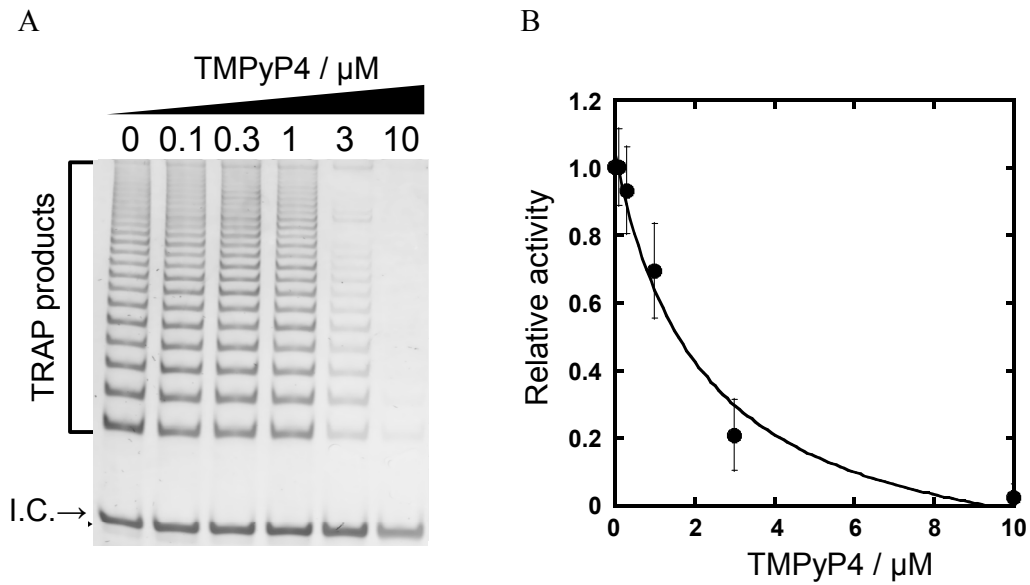 A
TMPyP4 / µM
0 0.1 0.3 1 3 10
TRAP products
I.C.→
B
1.2
1.0
0.8
0.6
0.4
0.2
0
0 2 4 6 8 10
Relative activity
TMPyP4 / µM